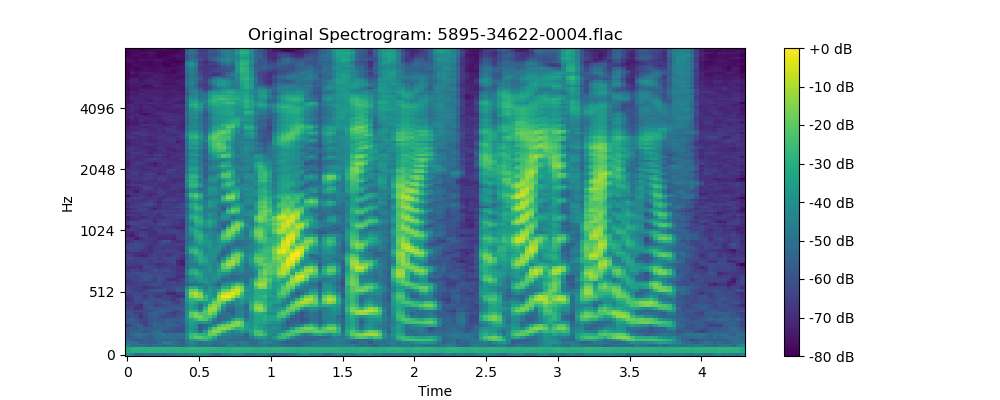 Original Spectrogram: 5895-34622-0004.flac
Hz
4096
2048
1024
512
0
0 0.5 1 1.5 2 2.5 3 3.5 4
Time
+0 dB
-10 dB
-20 dB
-30 dB
-40 dB
-50 dB
-60 dB
-70 dB
-80 dB